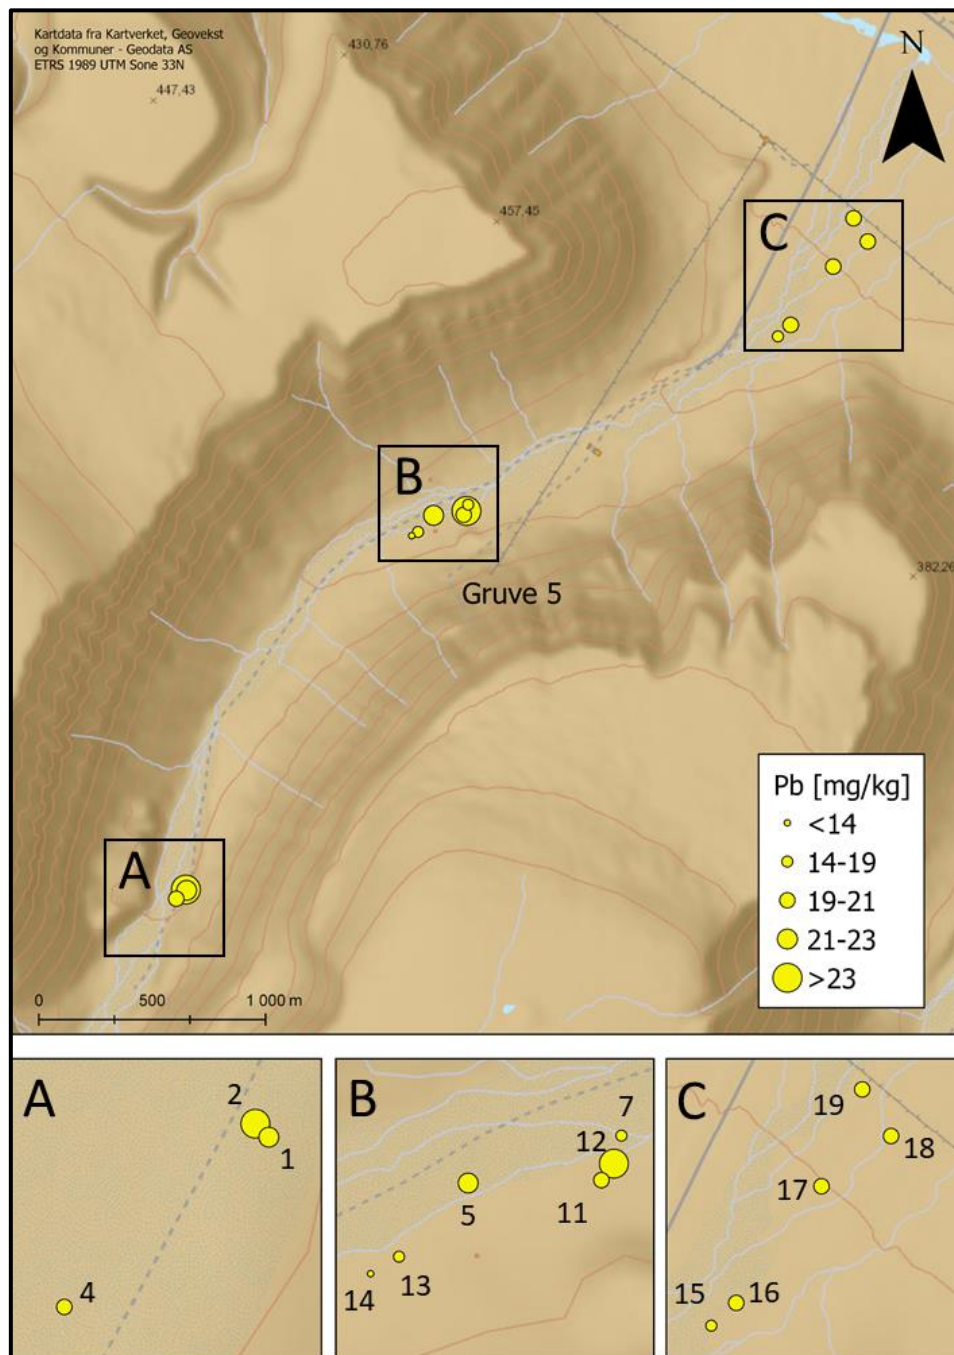 Kartdata fra Kartverket, Geovekst
og Kommuner - Geodata AS
ETRS 1989 UTM Sone 33N
430,76
447,43
N
457,45
C
B
382,26
Gruve 5
A
Pb [mg/kg]
<14
14-19
19-21
21-23
>23
0 500 1 000 m
A
2
1
4
B
7
12
5
11
13
14
C
19
18
17
15
16